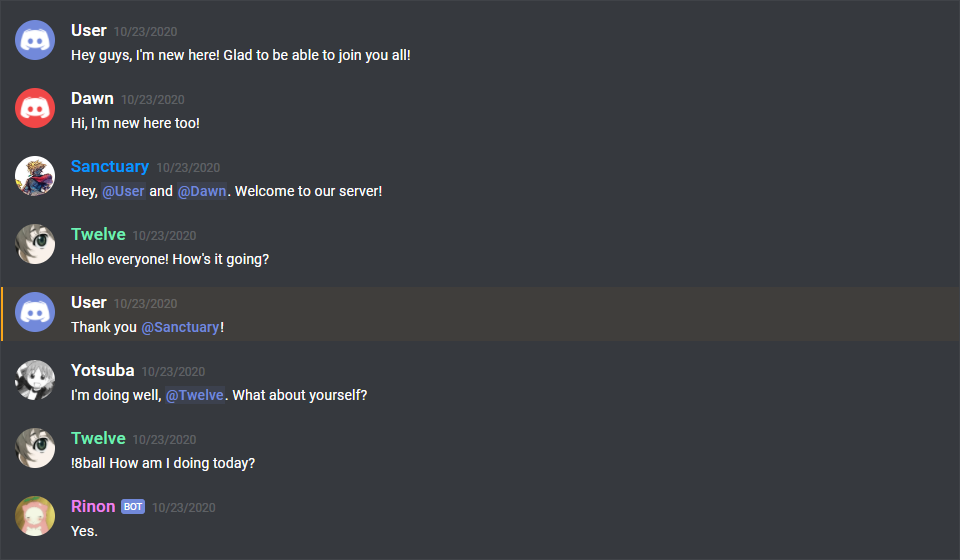 User 10/23/2020
Hey guys, I'm new here! Glad to be able to join you all!
Dawn 10/23/2020
Hi, I'm new here too!
Sanctuary 10/23/2020
Hey, @User and @Dawn. Welcome to our server!
Twelve 10/23/2020
Hello everyone! How's it going?
User 10/23/2020
Thank you @Sanctuary!
Yotsuba 10/23/2020
I'm doing well, @Twelve. What about yourself?
Twelve 10/23/2020
!8ball How am I doing today?
Rinon BOT 10/23/2020
Yes.